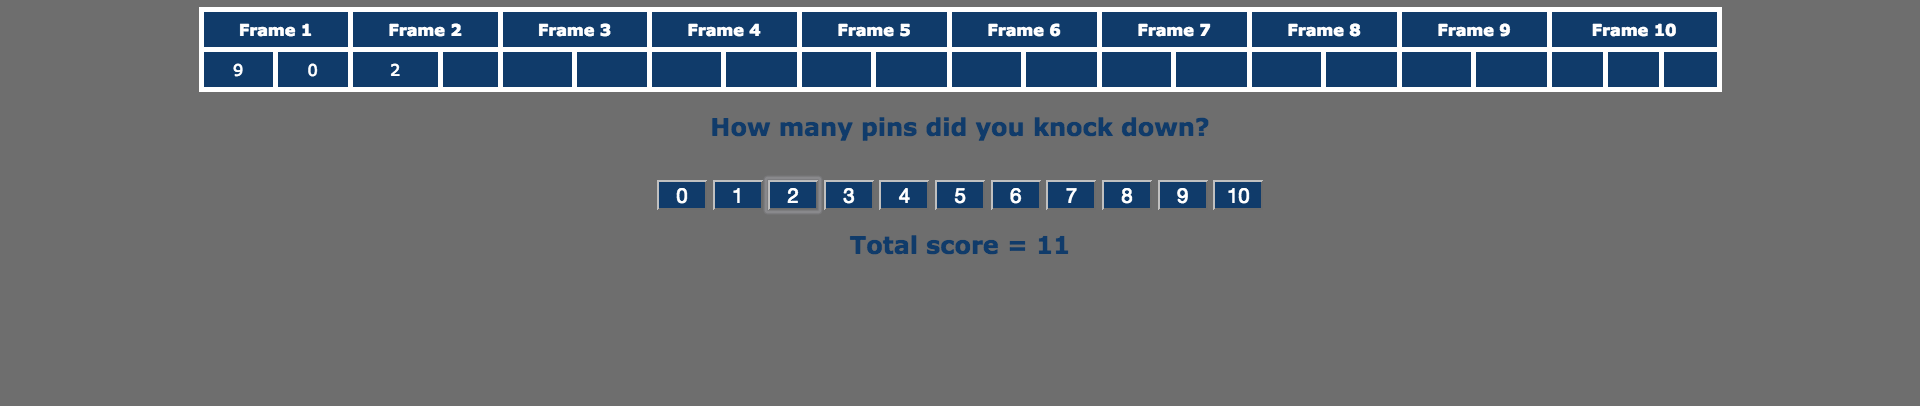 Frame 1 Frame 2 Frame 3 Frame 4 Frame 5 Frame 6 Frame 7 Frame 8 Frame 9 Frame 10
9 0 2
How many pins did you knock down?
0 1 2 3 4 5 6 7 8 9 10
Total score = 11